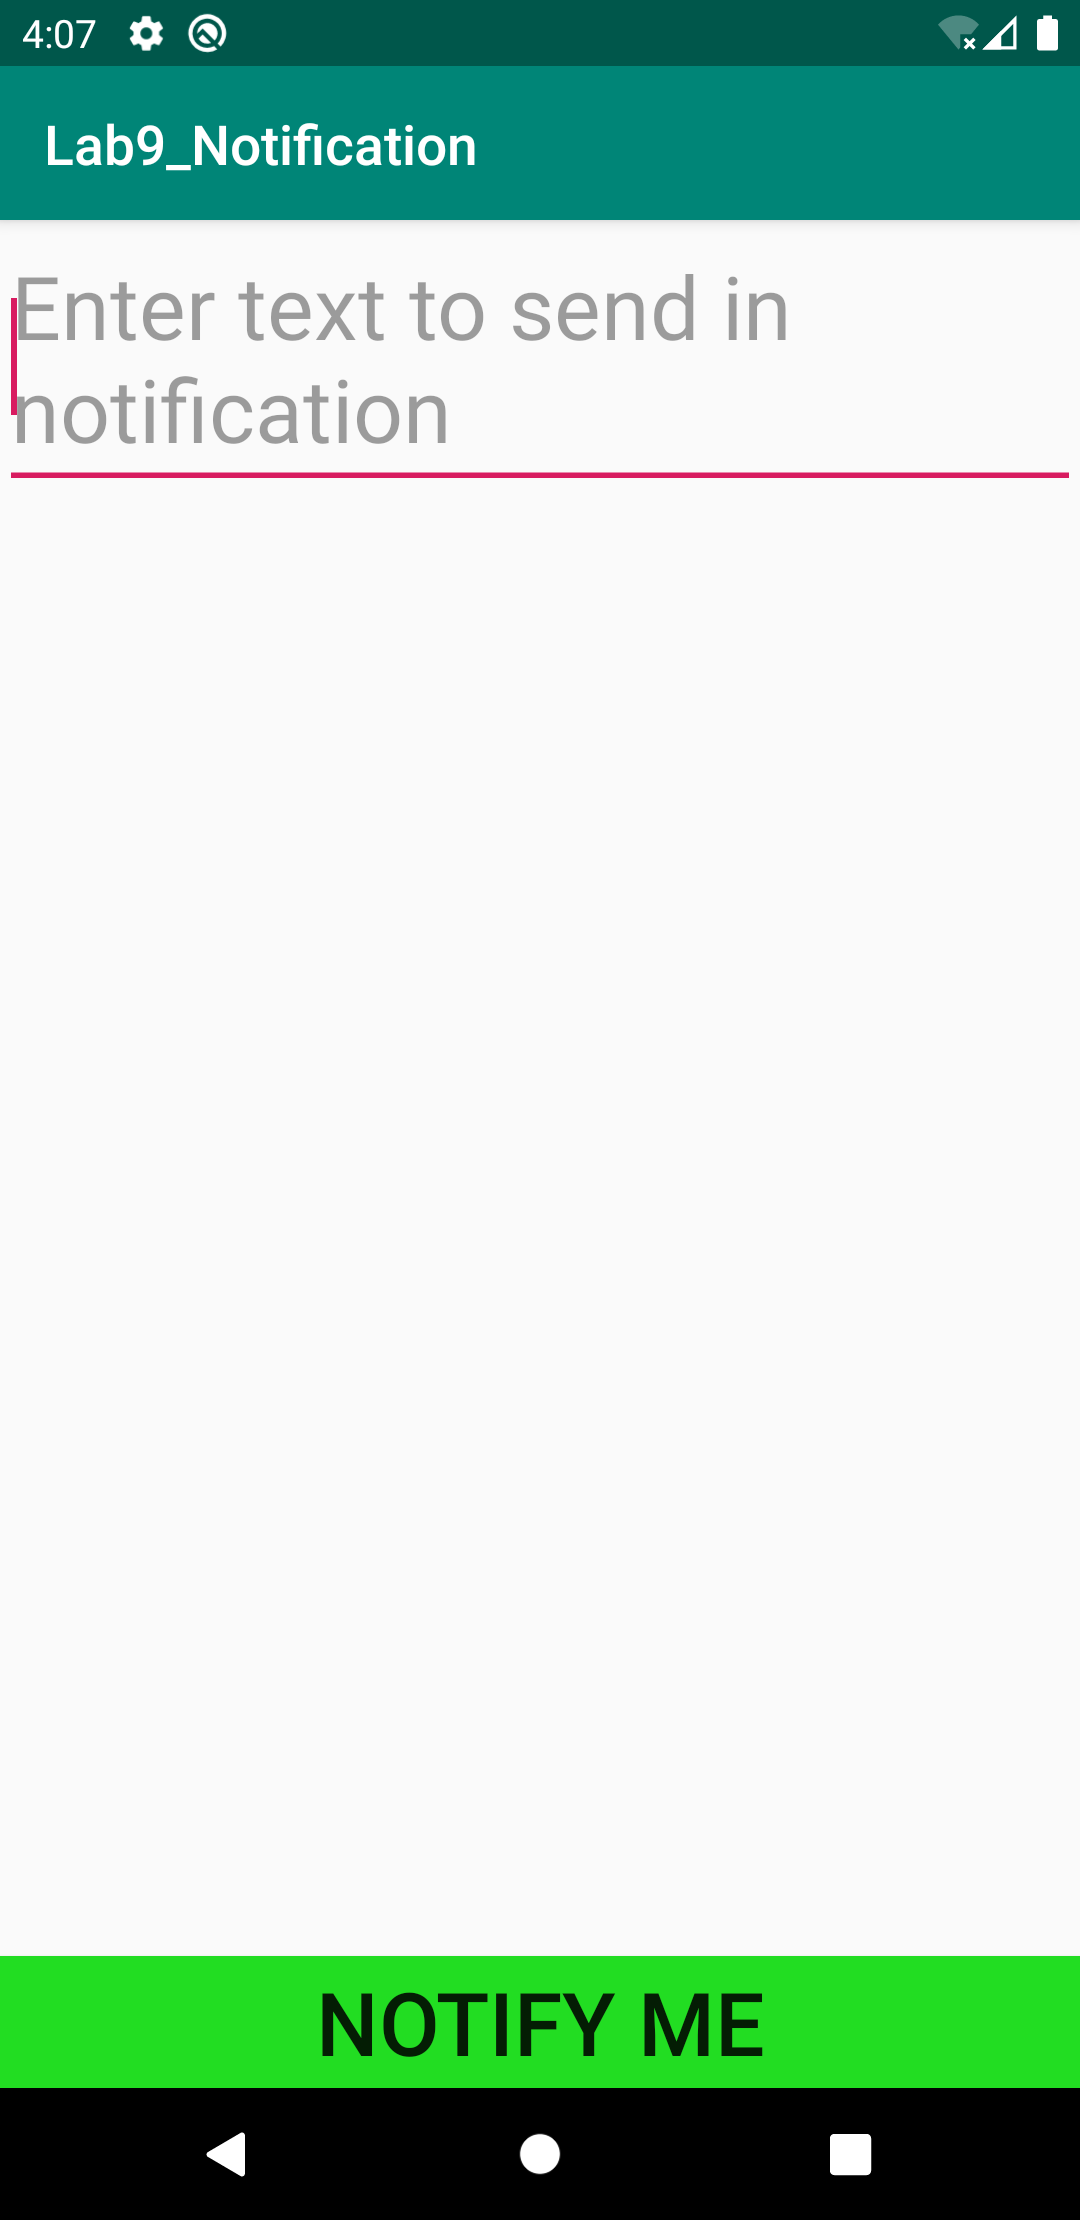 4:07
Lab9_Notification
Enter text to send in
notification
NOTIFY ME